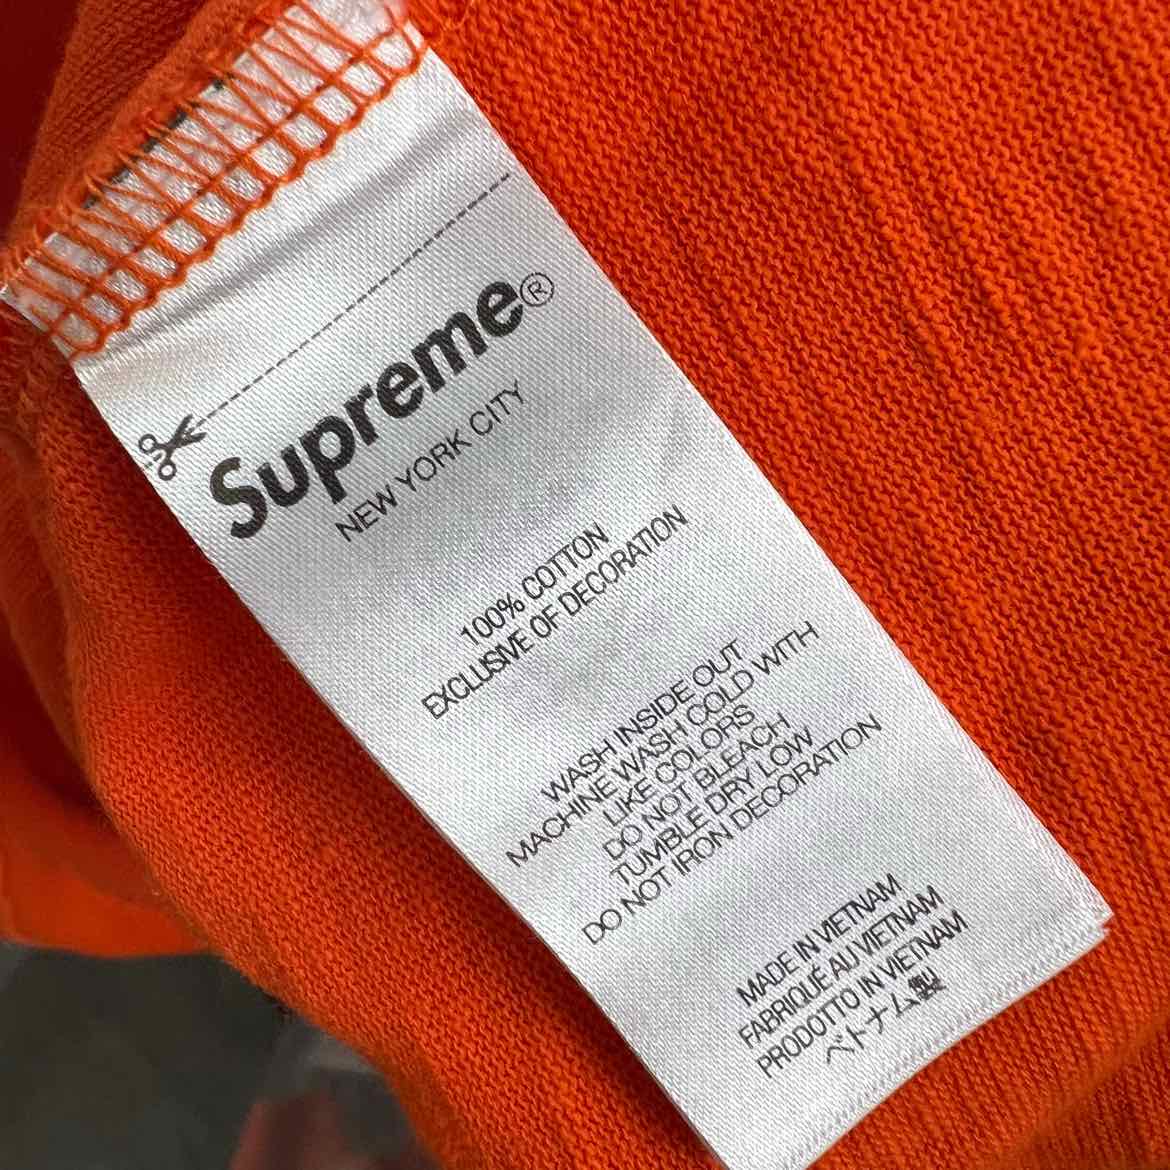 Supreme®
NEW YORK CITY
100% COTTON
EXCLUSIVE OF DECORATION
WASH INSIDE OUT
MACHINE WASH COLD WITH
LIKE COLORS
DO NOT BLEACH
TUMBLE DRY LOW
DO NOT IRON DECORATION
MADE IN VIETNAM
FABRIQUÉ AU VIETNAM
PRODOTTO IN VIETNAM
ベトナム製